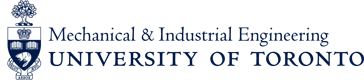 Mechanical & Industrial Engineering
UNIVERSITY OF TORONTO